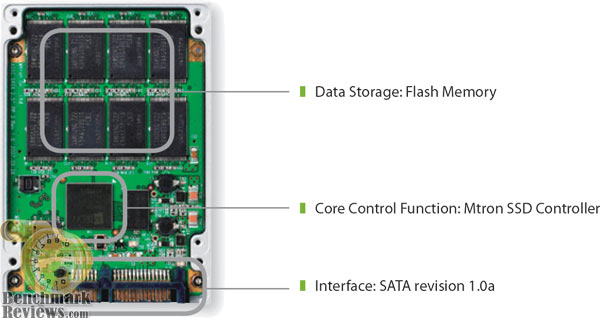 Data Storage: Flash Memory
Core Control Function: Mtron SSD Controller
Interface: SATA revision 1.0a
Benchmark
Reviews.com